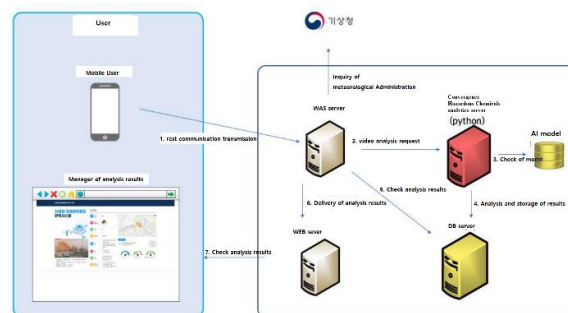 User
기상청
Mobile User
Inquiry of
meteorological Administration
WAS server
Convergence
Hazardous Chemicals
analytics server
(python)
AI model
1. rest communication transmission
2. video analysis request
3. Check of model
Manager of analysis results
5. Check analysis results
6. Delivery of analysis results
4. Analysis and storage of results
WEB sever
DB server
7. Check analysis results